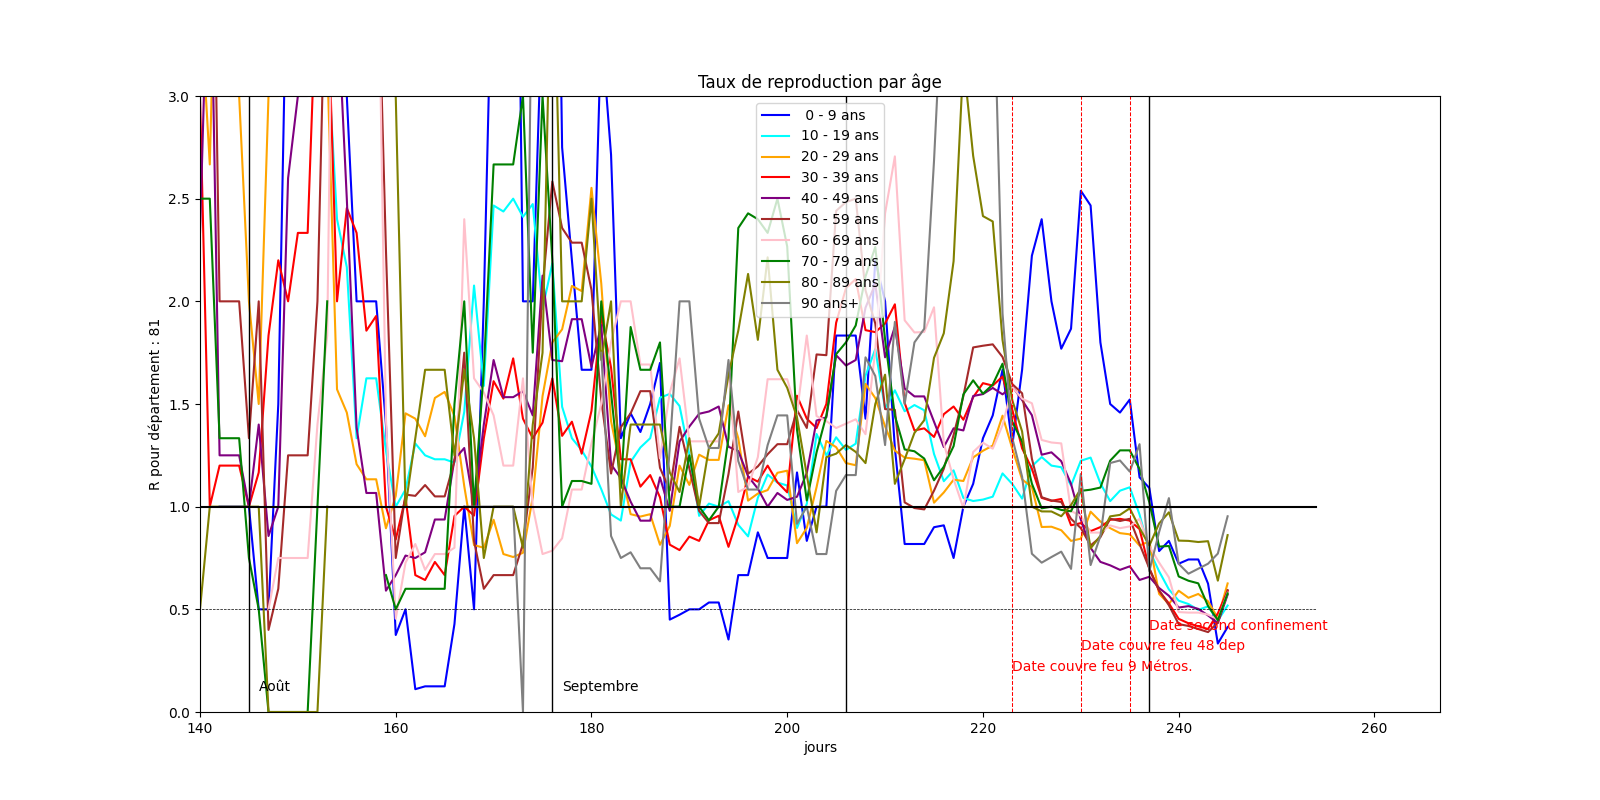 Taux de reproduction par âge
R pour département : 81
3.0
2.5
2.0
1.5
1.0
0.5
0.0
0 - 9 ans
10 - 19 ans
20 - 29 ans
30 - 39 ans
40 - 49 ans
50 - 59 ans
60 - 69 ans
70 - 79 ans
80 - 89 ans
90 ans+
Date second confinement
Date couvre feu 48 dep
Date couvre feu 9 Métros.
Août
Septembre
140 160 180 200 220 240 260
jours